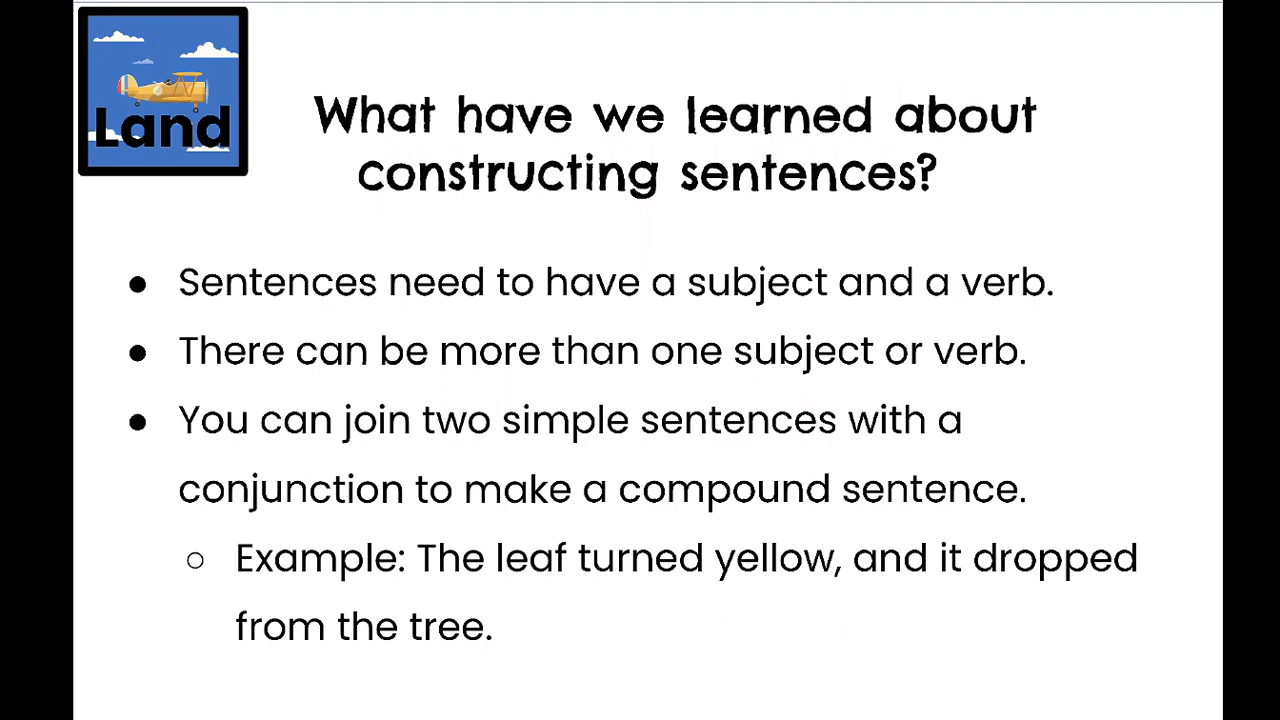 Land
What have we learned about
constructing sentences?
● Sentences need to have a subject and a verb.
● There can be more than one subject or verb.
● You can join two simple sentences with a
conjunction to make a compound sentence.
○ Example: The leaf turned yellow, and it dropped
from the tree.